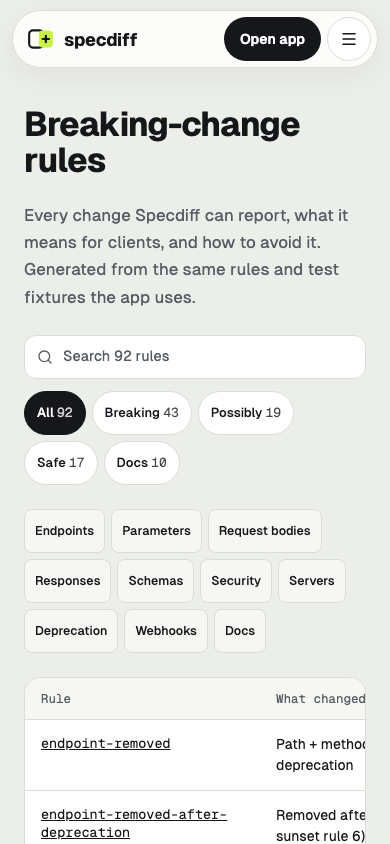 specdiff
Open app
Breaking-change
rules
Every change Specdiff can report, what it
means for clients, and how to avoid it.
Generated from the same rules and test
fixtures the app uses.
Search 92 rules
All 92 Breaking 43 Possibly 19
Safe 17 Docs 10
Endpoints Parameters Request bodies
Responses Schemas Security Servers
Deprecation Webhooks Docs
Rule What changed
endpoint-removed Path + method
deprecation
endpoint-removed-after- Removed after
deprecation sunset rule 6)